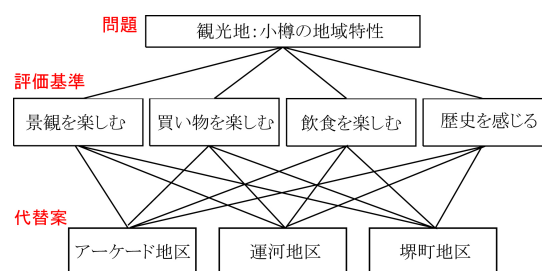 問題
観光地：小樽の地域特性
評価基準
景観を楽しむ 買い物を楽しむ 飲食を楽しむ 歴史を感じる
代替案
アーケード地区 運河地区 堺町地区